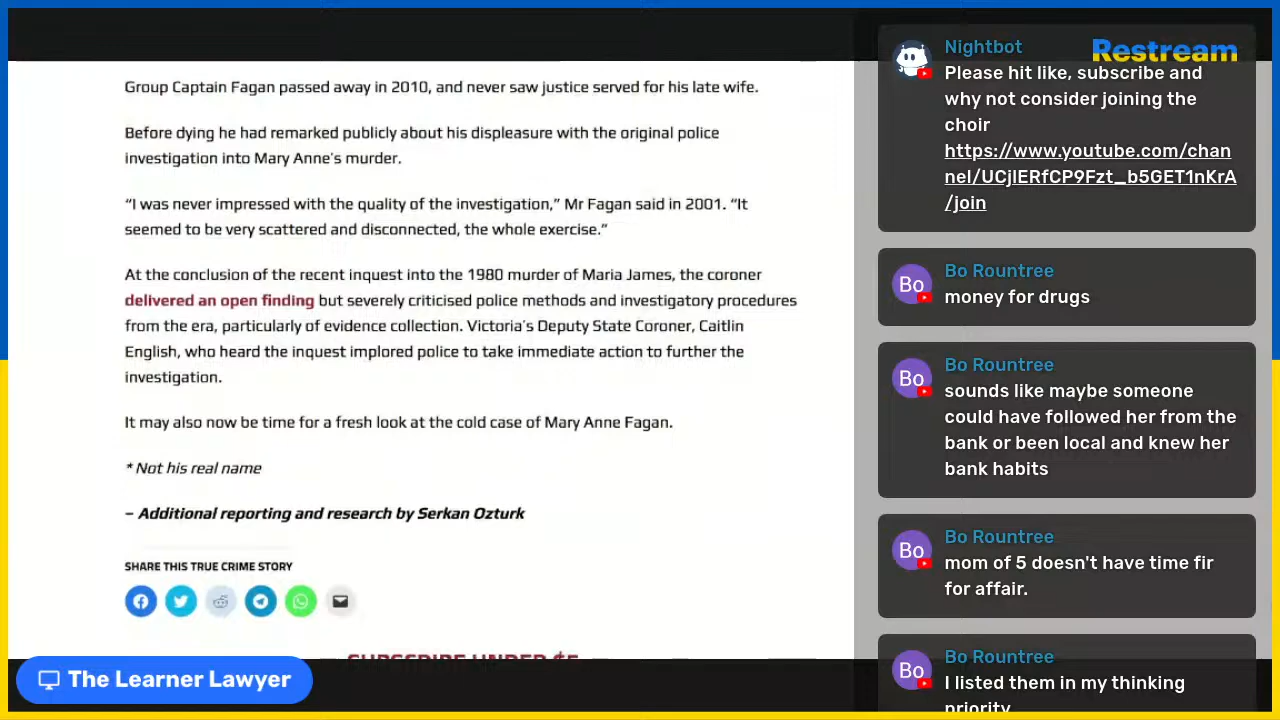 Group Captain Fagan passed away in 2010, and never saw justice served for his late wife.
Before dying he had remarked publicly about his displeasure with the original police
investigation into Mary Anne's murder.
“I was never impressed with the quality of the investigation,” Mr Fagan said in 2001. “It
seemed to be very scattered and disconnected, the whole exercise.”
At the conclusion of the recent inquest into the 1980 murder of Maria James, the coroner
delivered an open finding but severely criticised police methods and investigatory procedures
from the era, particularly of evidence collection. Victoria's Deputy State Coroner, Caitlin
English, who heard the inquest implored police to take immediate action to further the
investigation.
It may also now be time for a fresh look at the cold case of Mary Anne Fagan.
* Not his real name
– Additional reporting and research by Serkan Ozturk
SHARE THIS TRUE CRIME STORY
SUBSCRIBE UNDER $5
The Learner Lawyer
Restream
Nightbot
Please hit like, subscribe and
why not consider joining the
choir
https://www.youtube.com/chan
nel/UCjlERfCP9Fzt_b5GET1nKrA
/join
Bo
Bo Rountree
money for drugs
Bo
Bo Rountree
sounds like maybe someone
could have followed her from the
bank or been local and knew her
bank habits
Bo
Bo Rountree
mom of 5 doesn't have time fir
for affair.
Bo
Bo Rountree
I listed them in my thinking
priority